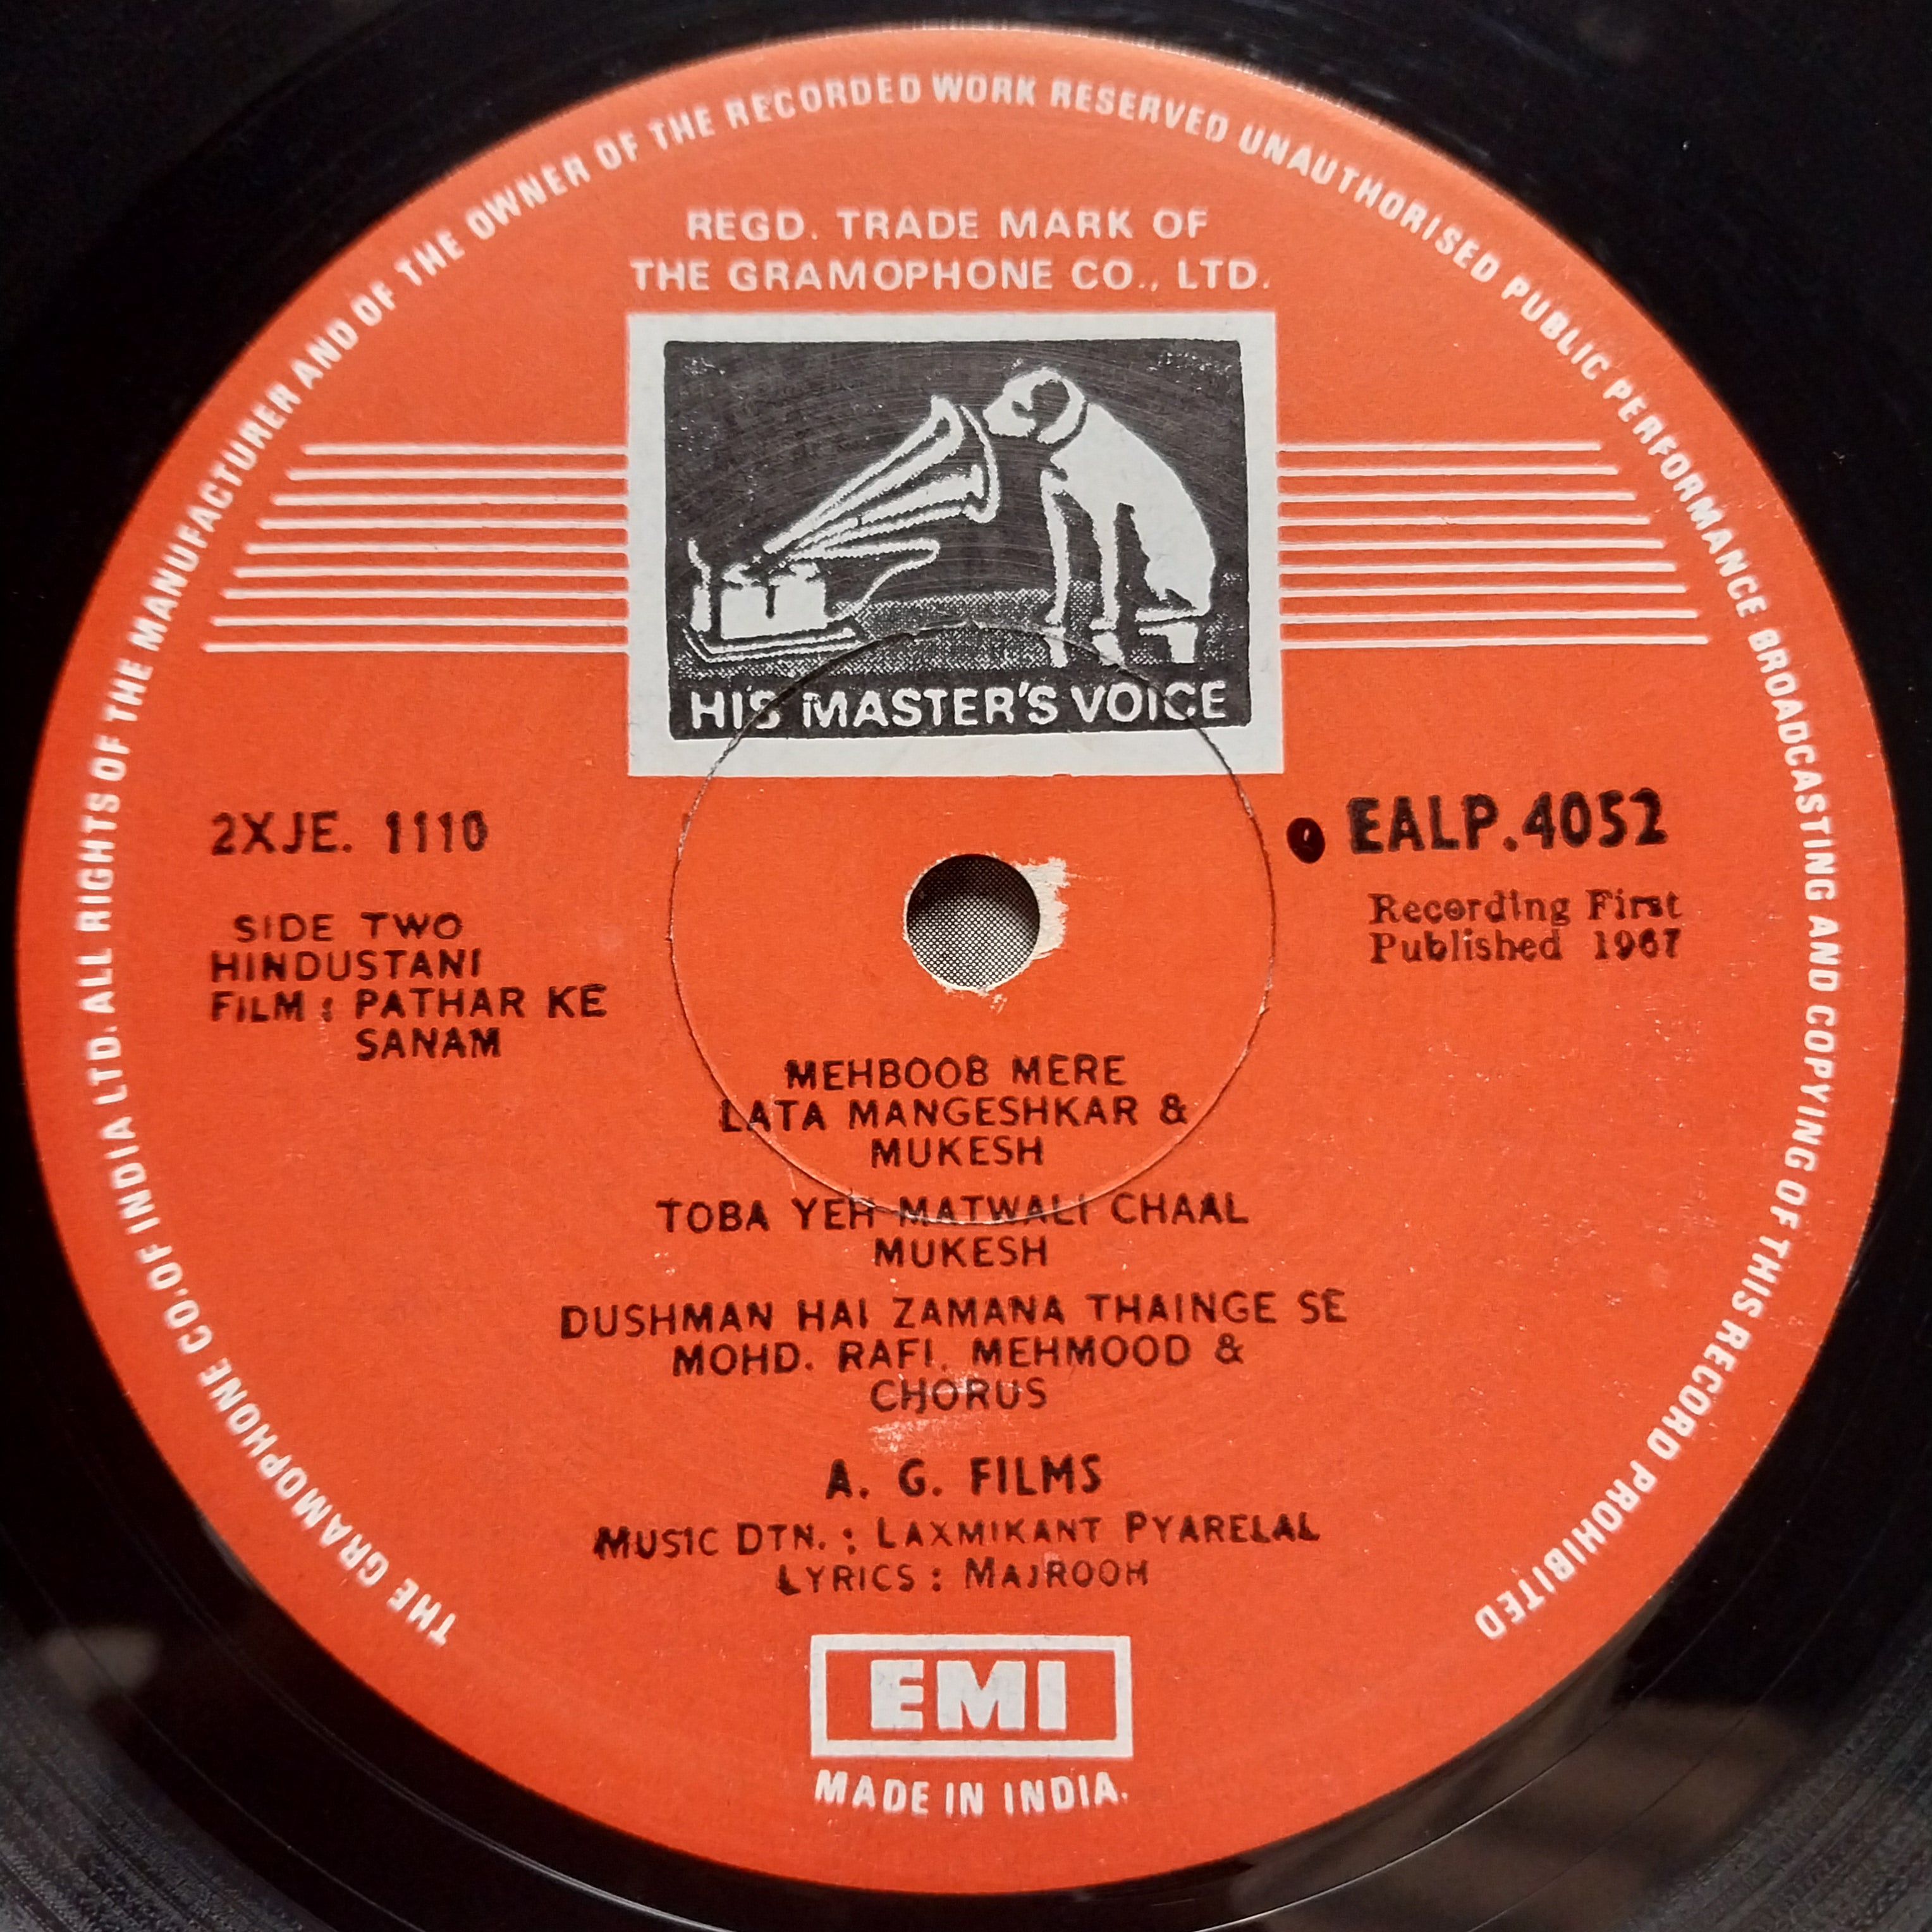 THE GRAMOPHONE CO. OF INDIA LTD. ALL RIGHTS OF THE MANUFACTURER AND OF THE OWNER OF THE RECORDED WORK RESERVED UNAUTHORISED PUBLIC PERFORMANCE BROADCASTING AND COPYING OF THIS RECORD PROHIBITED
REGD. TRADE MARK OF
THE GRAMOPHONE CO., LTD.
HIS MASTER'S VOICE
2XJE. 1110
EALP.4052
Recording First
Published 1967
SIDE TWO
HINDUSTANI
FILM : PATHAR KE
SANAM
MEHBOOB MERE
LATA MANGESHKAR &
MUKESH
TOBA YEH MATWALI CHAAL
MUKESH
DUSHMAN HAI ZAMANA THAINGE SE
MOHD. RAFI, MEHMOOD &
CHORUS
A. G. FILMS
MUSIC DTN. : LAXMIKANT PYARELAL
LYRICS : MAJROOH
EMI
MADE IN INDIA.